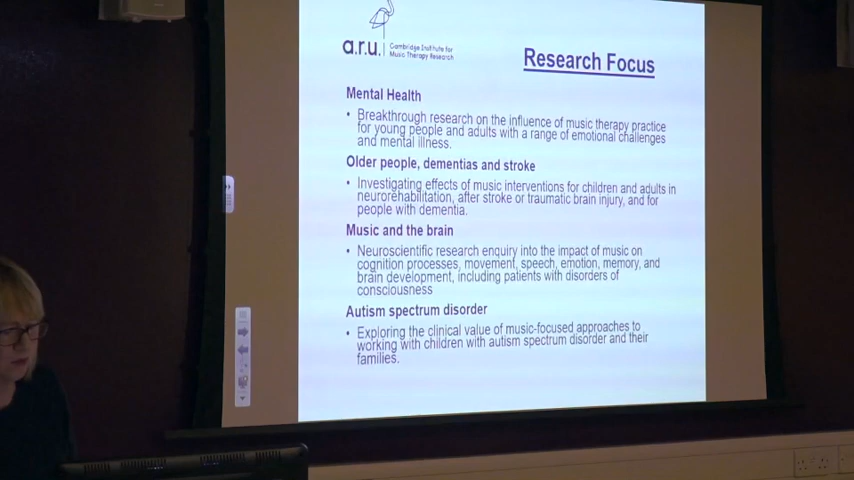 a.r.u.
Cambridge Institute for
Music Therapy Research
Research Focus
Mental Health
• Breakthrough research on the influence of music therapy practice
for young people and adults with a range of emotional challenges
and mental illness.
Older people, dementias and stroke
• Investigating effects of music interventions for children and adults in
neurorehabilitation, after stroke or traumatic brain injury, and for
people with dementia.
Music and the brain
• Neuroscientific research enquiry into the impact of music on
cognition processes, movement, speech, emotion, memory, and
brain development, including patients with disorders of
consciousness
Autism spectrum disorder
• Exploring the clinical value of music-focused approaches to
working with children with autism spectrum disorder and their
families.